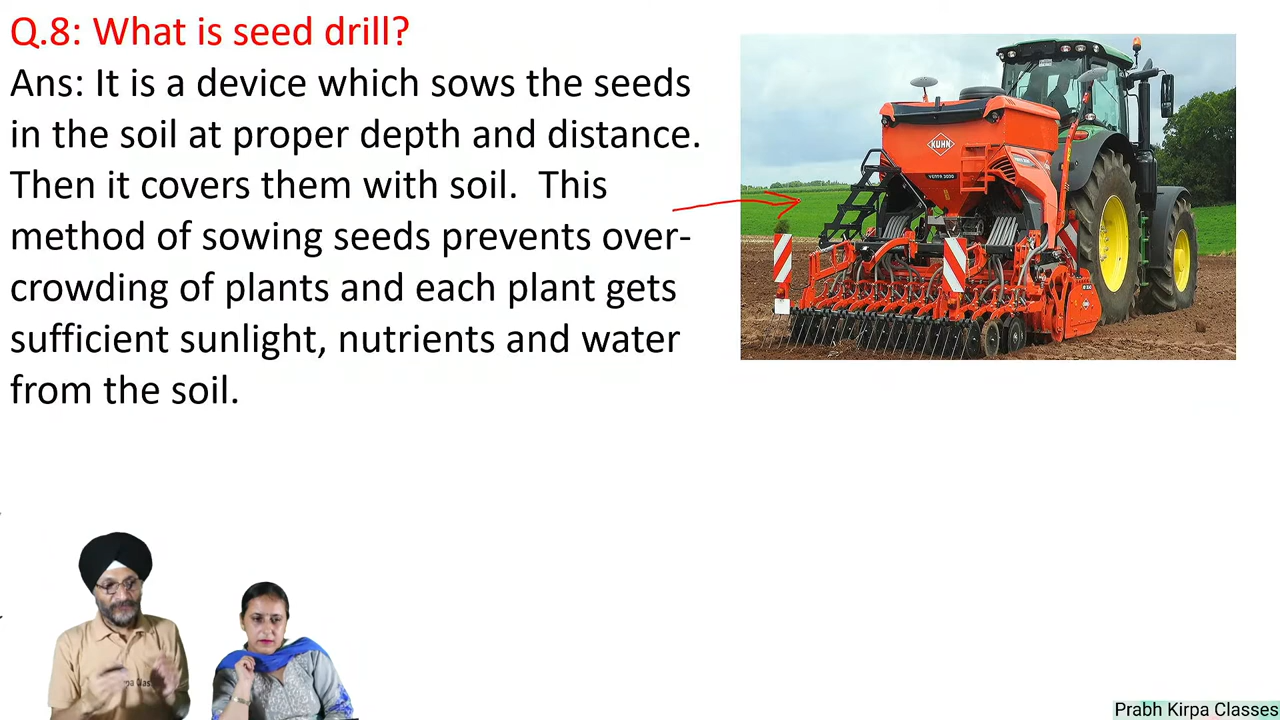 Q.8: What is seed drill?
Ans: It is a device which sows the seeds
in the soil at proper depth and distance.
Then it covers them with soil.  This
method of sowing seeds prevents over-
crowding of plants and each plant gets
sufficient sunlight, nutrients and water
from the soil.
KUHN
Prabh Kirpa Classes